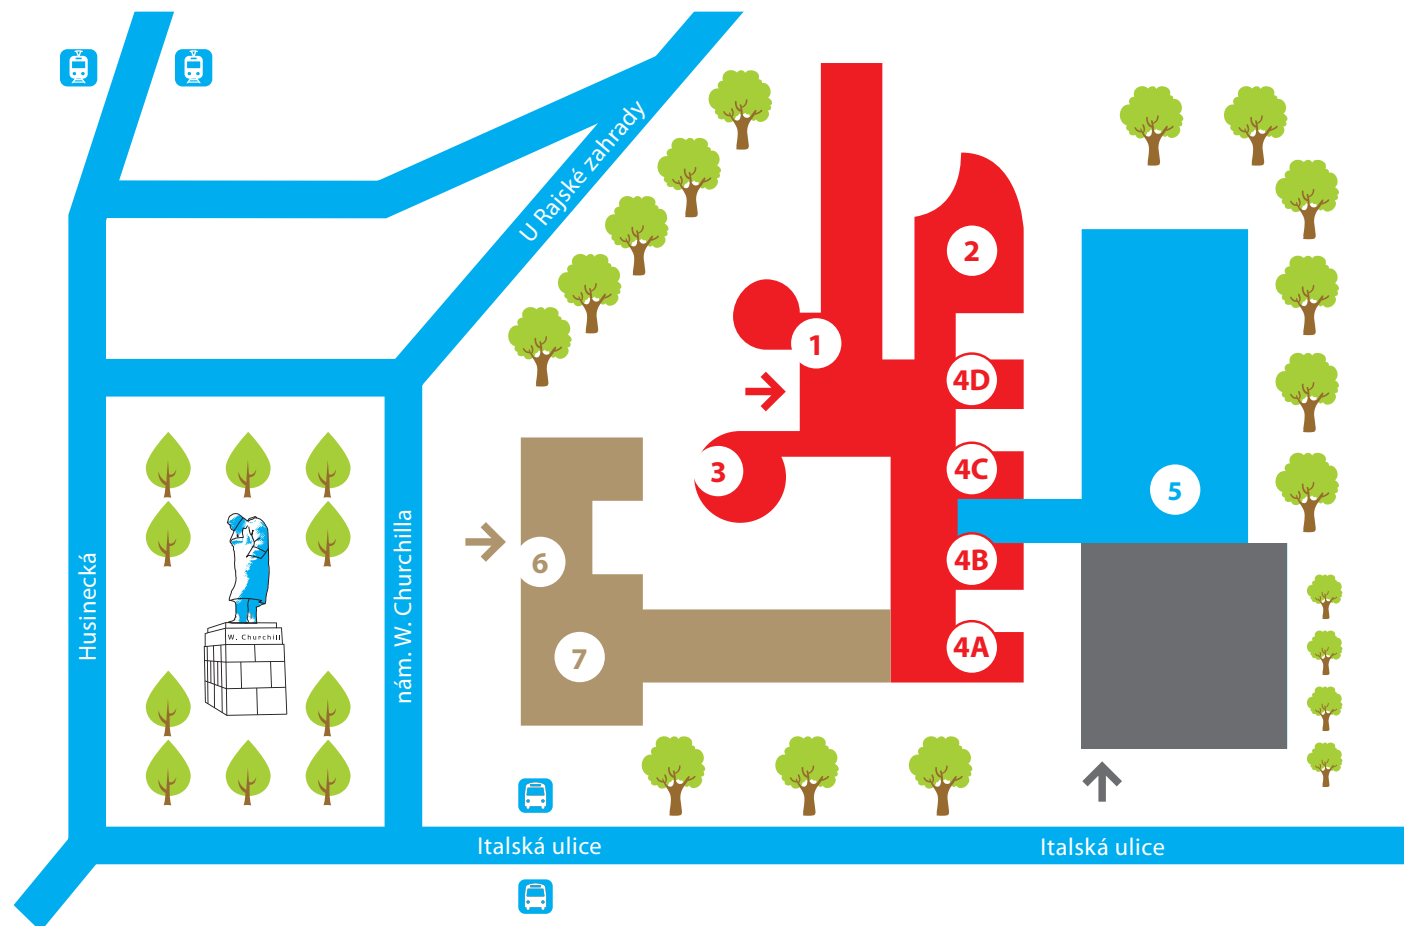 U Rajské zahrady
2
1
4D
3
4C
5
6
4B
7
4A
Husinecká
nám. W. Churchilla
W. Churchill
Italská ulice
Italská ulice